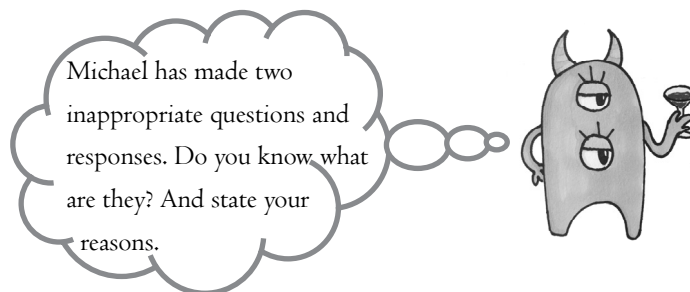 Michael has made two
inappropriate questions and
responses. Do you know what
are they? And state your
reasons.